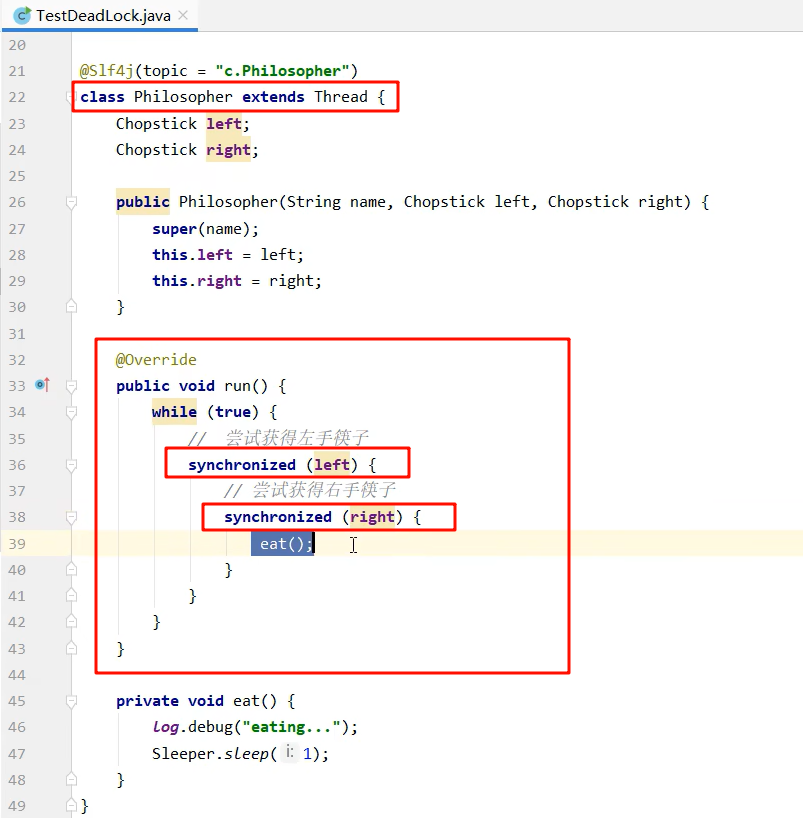 TestDeadLock.java
20
21 @Slf4j(topic = "c.Philosopher")
22 class Philosopher extends Thread {
23 Chopstick left;
24 Chopstick right;
25
26 public Philosopher(String name, Chopstick left, Chopstick right) {
27 super(name);
28 this.left = left;
29 this.right = right;
30 }
31
32 @Override
33 public void run() {
34 while (true) {
35 // 尝试获得左手筷子
36 synchronized (left) {
37 // 尝试获得右手筷子
38 synchronized (right) {
39 eat();
40 }
41 }
42 }
43 }
44
45 private void eat() {
46 log.debug("eating...");
47 Sleeper.sleep( i: 1);
48 }
49 }